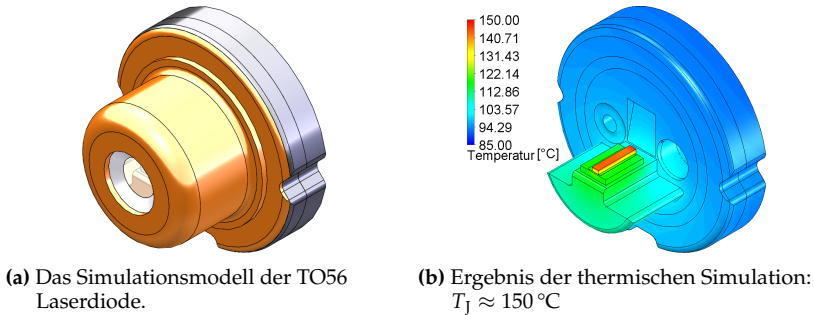 150.00
140.71
131.43
122.14
112.86
103.57
94.29
85.00
Temperatur [°C]
(a) Das Simulationsmodell der TO56
Laserdiode.
(b) Ergebnis der thermischen Simulation:
TJ ≈ 150 °C